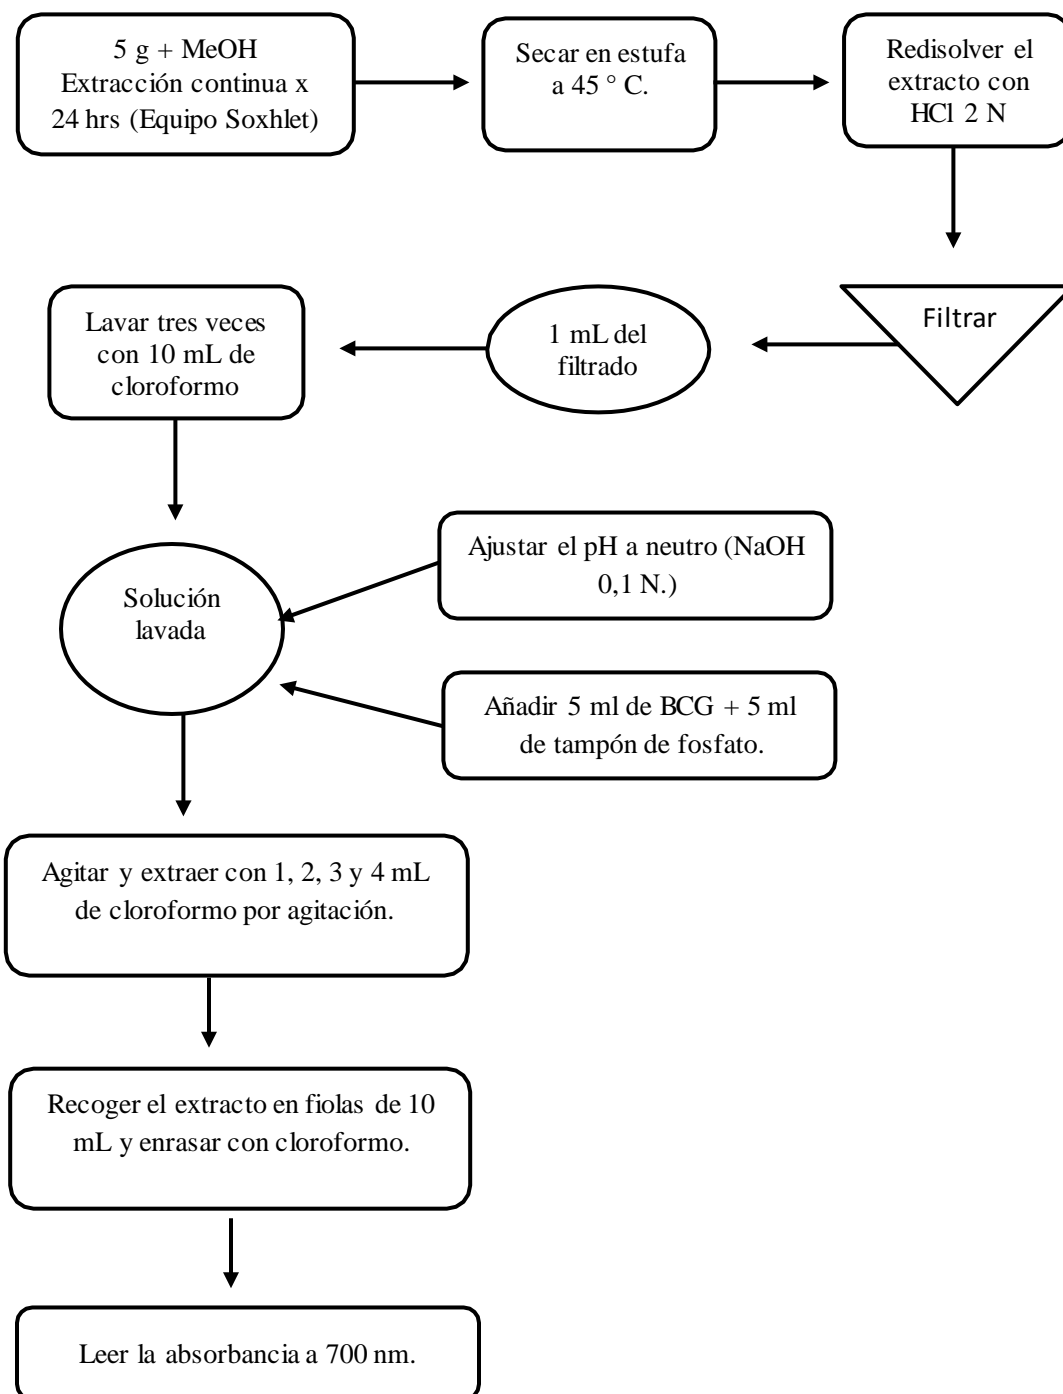 5 g + MeOH
Extracción continua x
24 hrs (Equipo Soxhlet)
Secar en estufa
a 45 ° C.
Redisolver el
extracto con
HCl 2 N
Filtrar
1 mL del
filtrado
Lavar tres veces
con 10 mL de
cloroformo
Solución
lavada
Ajustar el pH a neutro (NaOH
0,1 N.)
Añadir 5 ml de BCG + 5 ml
de tampón de fosfato.
Agitar y extraer con 1, 2, 3 y 4 mL
de cloroformo por agitación.
Recoger el extracto en fiolas de 10
mL y enrasar con cloroformo.
Leer la absorbancia a 700 nm.